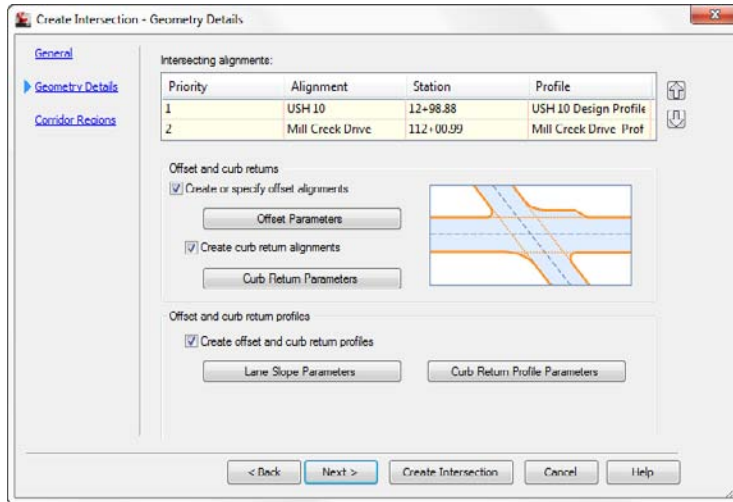 Create Intersection - Geometry Details
General
Geometry Details
Corridor Regions
Intersecting alignments:
Priority Alignment Station Profile
1 USH 10 12+98.88 USH 10 Design Profile
2 Mill Creek Drive 112+00.99 Mill Creek Drive Prof
Offset and curb returns
Create or specify offset alignments
Offset Parameters
Create curb return alignments
Curb Return Parameters
Offset and curb return profiles
Create offset and curb return profiles
Lane Slope Parameters Curb Return Profile Parameters
< Back Next > Create Intersection Cancel Help